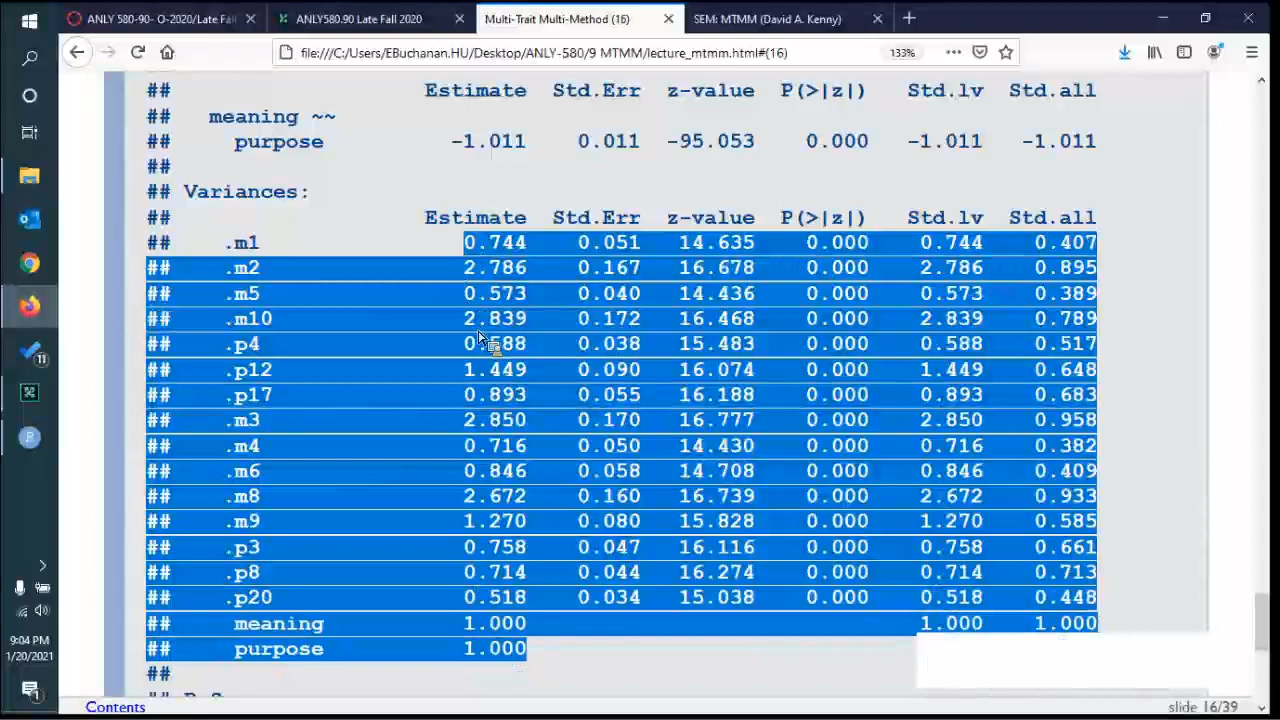 ANLY 580-90- O-2020/Late Fall
ANLY580.90 Late Fall 2020
Multi-Trait Multi-Method (16)
SEM: MTMM (David A. Kenny)
file:///C:/Users/EBuchanan.HU/Desktop/ANLY-580/9 MTMM/lecture_mtmm.html#(16)
133%
## Estimate Std.Err z-value P(>|z|) Std.lv Std.all
## meaning ~~
## purpose -1.011 0.011 -95.053 0.000 -1.011 -1.011
##
## Variances:
## Estimate Std.Err z-value P(>|z|) Std.lv Std.all
## .m1 0.744 0.051 14.635 0.000 0.744 0.407
## .m2 2.786 0.167 16.678 0.000 2.786 0.895
## .m5 0.573 0.040 14.436 0.000 0.573 0.389
## .m10 2.839 0.172 16.468 0.000 2.839 0.789
## .p4 0.588 0.038 15.483 0.000 0.588 0.517
## .p12 1.449 0.090 16.074 0.000 1.449 0.648
## .p17 0.893 0.055 16.188 0.000 0.893 0.683
## .m3 2.850 0.170 16.777 0.000 2.850 0.958
## .m4 0.716 0.050 14.430 0.000 0.716 0.382
## .m6 0.846 0.058 14.708 0.000 0.846 0.409
## .m8 2.672 0.160 16.739 0.000 2.672 0.933
## .m9 1.270 0.080 15.828 0.000 1.270 0.585
## .p3 0.758 0.047 16.116 0.000 0.758 0.661
## .p8 0.714 0.044 16.274 0.000 0.714 0.713
## .p20 0.518 0.034 15.038 0.000 0.518 0.448
## meaning 1.000 1.000 1.000
## purpose 1.000
##
11
9:04 PM
1/20/2021
1
Contents
slide 16/39